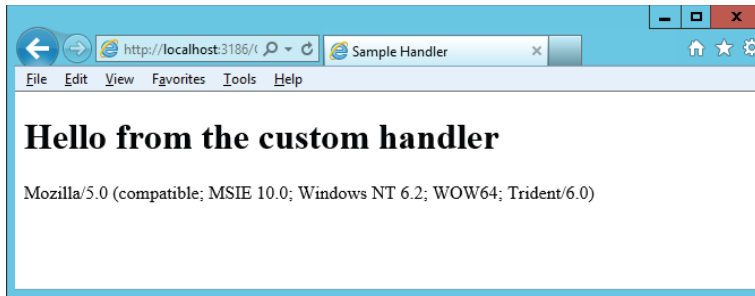 http://localhost:3186/(
Sample Handler
File Edit View Favorites Tools Help
Hello from the custom handler
Mozilla/5.0 (compatible; MSIE 10.0; Windows NT 6.2; WOW64; Trident/6.0)